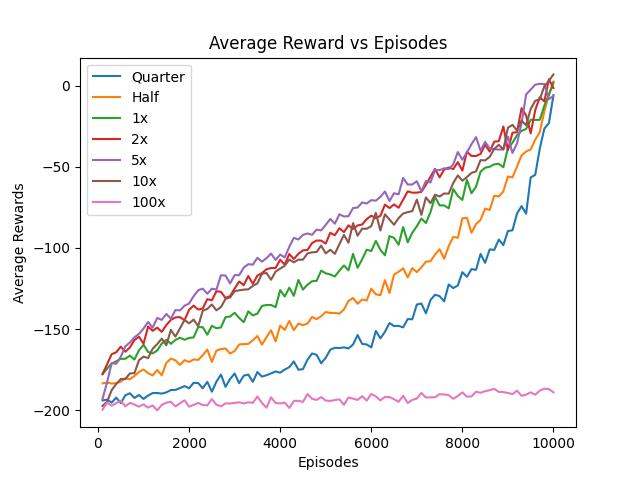 Average Reward vs Episodes
Quarter
Half
1x
2x
5x
10x
100x
0
−50
−100
−150
−200
Average Rewards
0 2000 4000 6000 8000 10000
Episodes